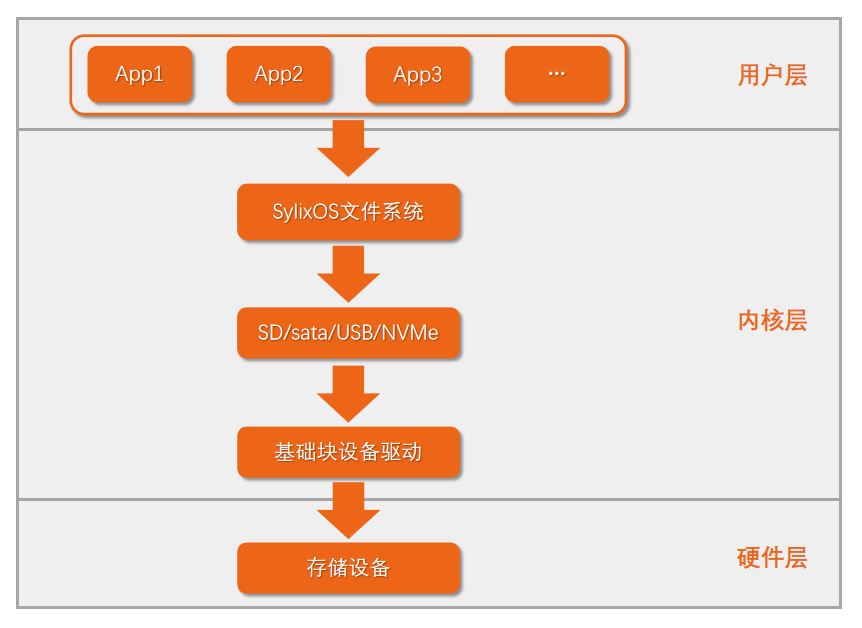 App1 App2 App3 ...
用户层
SylixOS文件系统
SD/sata/USB/NVMe
内核层
基础块设备驱动
存储设备
硬件层